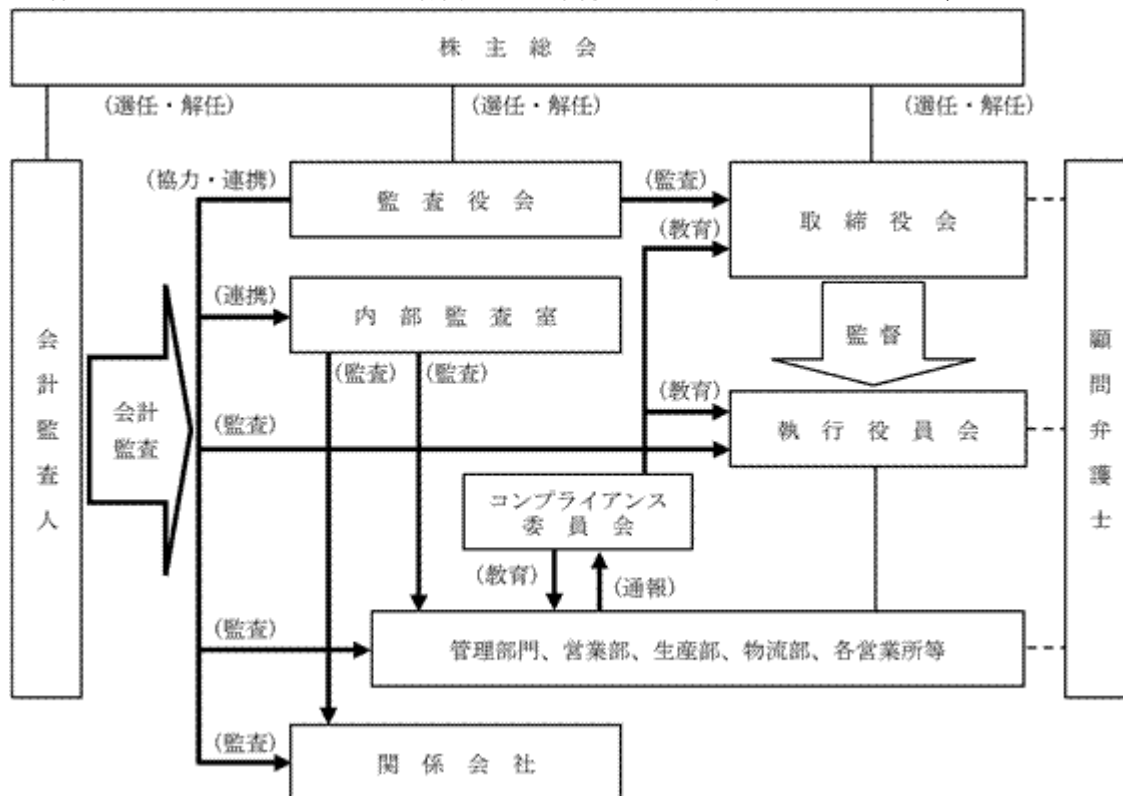 株主総会
(選任・解任)
(選任・解任)
(選任・解任)
(協力・連携)
監査役会
(監査)
取締役会
(教育)
(連携)
内部監査室
監督
会計監査人
顧問弁護士
(監査)
(監査)
(教育)
会計
監査
(監査)
執行役員会
コンプライアンス
委員会
(教育)
(通報)
(監査)
管理部門、営業部、生産部、物流部、各営業所等
(監査)
関係会社